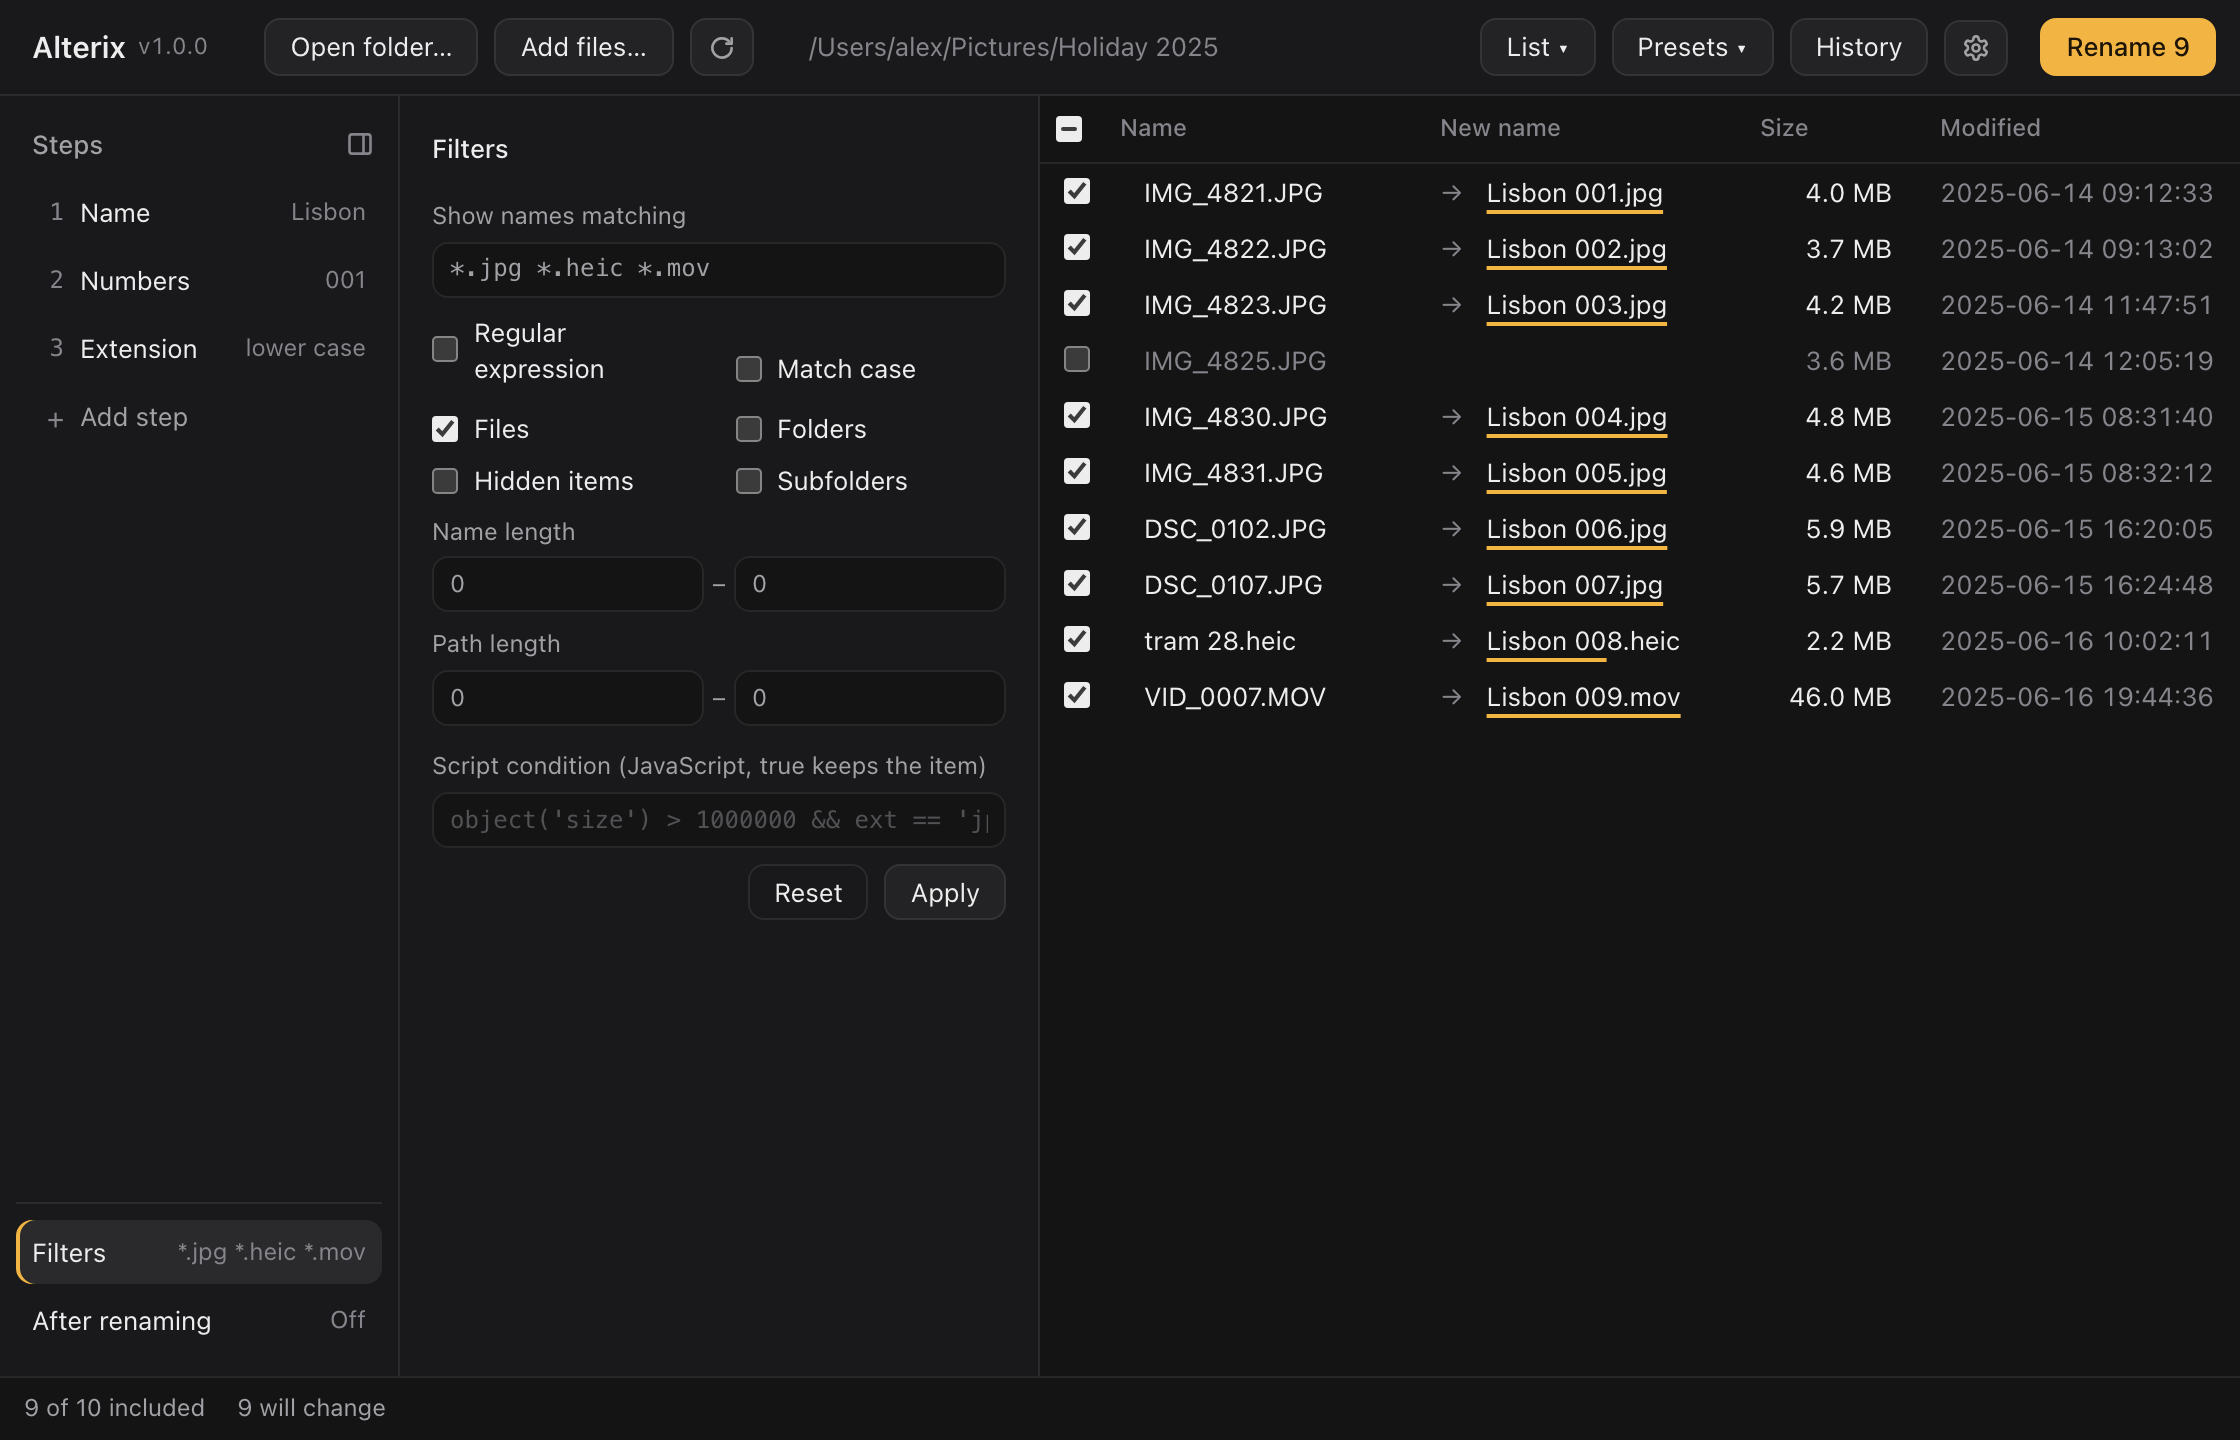 Alterix v1.0.0 Open folder... Add files... /Users/alex/Pictures/Holiday 2025 List ▾ Presets ▾ History Rename 9
Steps
1 Name Lisbon
2 Numbers 001
3 Extension lower case
+ Add step
Filters *.jpg *.heic *.mov
After renaming Off
Filters
Show names matching
*.jpg *.heic *.mov
Regular
expression
Match case
Files Folders
Hidden items Subfolders
Name length
0 – 0
Path length
0 – 0
Script condition (JavaScript, true keeps the item)
object('size') > 1000000 && ext == 'j
Reset Apply
Name New name Size Modified
IMG_4821.JPG → Lisbon 001.jpg 4.0 MB 2025-06-14 09:12:33
IMG_4822.JPG → Lisbon 002.jpg 3.7 MB 2025-06-14 09:13:02
IMG_4823.JPG → Lisbon 003.jpg 4.2 MB 2025-06-14 11:47:51
IMG_4825.JPG 3.6 MB 2025-06-14 12:05:19
IMG_4830.JPG → Lisbon 004.jpg 4.8 MB 2025-06-15 08:31:40
IMG_4831.JPG → Lisbon 005.jpg 4.6 MB 2025-06-15 08:32:12
DSC_0102.JPG → Lisbon 006.jpg 5.9 MB 2025-06-15 16:20:05
DSC_0107.JPG → Lisbon 007.jpg 5.7 MB 2025-06-15 16:24:48
tram 28.heic → Lisbon 008.heic 2.2 MB 2025-06-16 10:02:11
VID_0007.MOV → Lisbon 009.mov 46.0 MB 2025-06-16 19:44:36
9 of 10 included 9 will change